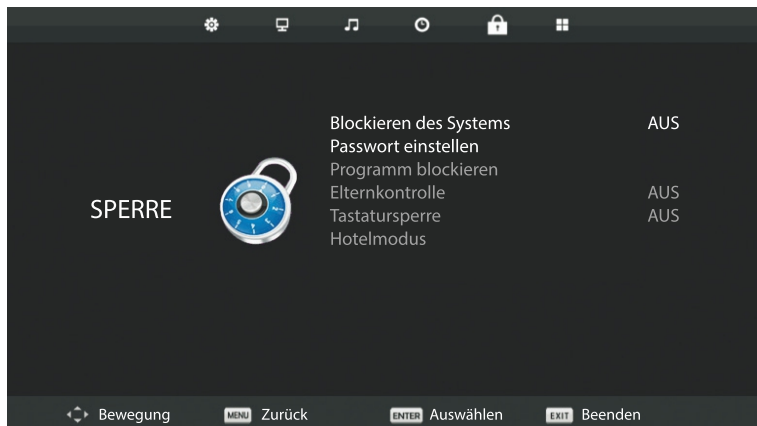 Blockieren des Systems AUS
Passwort einstellen
Programm blockieren
Elternkontrolle AUS
SPERRE
Tastatursperre AUS
Hotelmodus
Bewegung MENU Zurück ENTER Auswählen EXIT Beenden